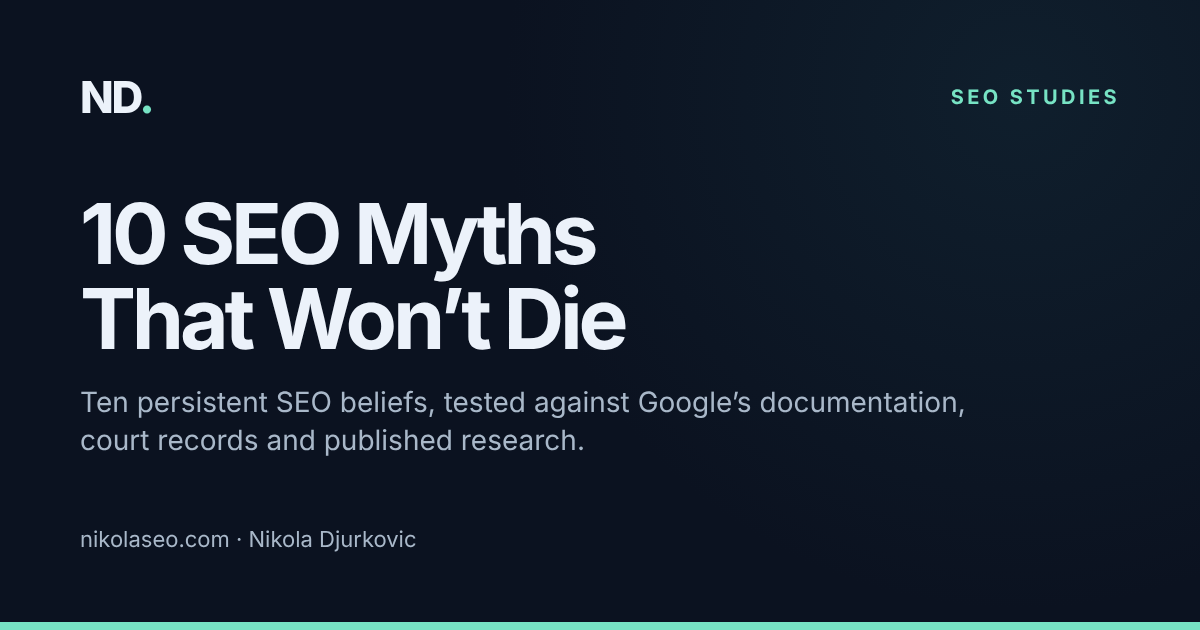 ND.
SEO STUDIES
10 SEO Myths
That Won’t Die
Ten persistent SEO beliefs, tested against Google’s documentation,
court records and published research.
nikolaseo.com · Nikola Djurkovic